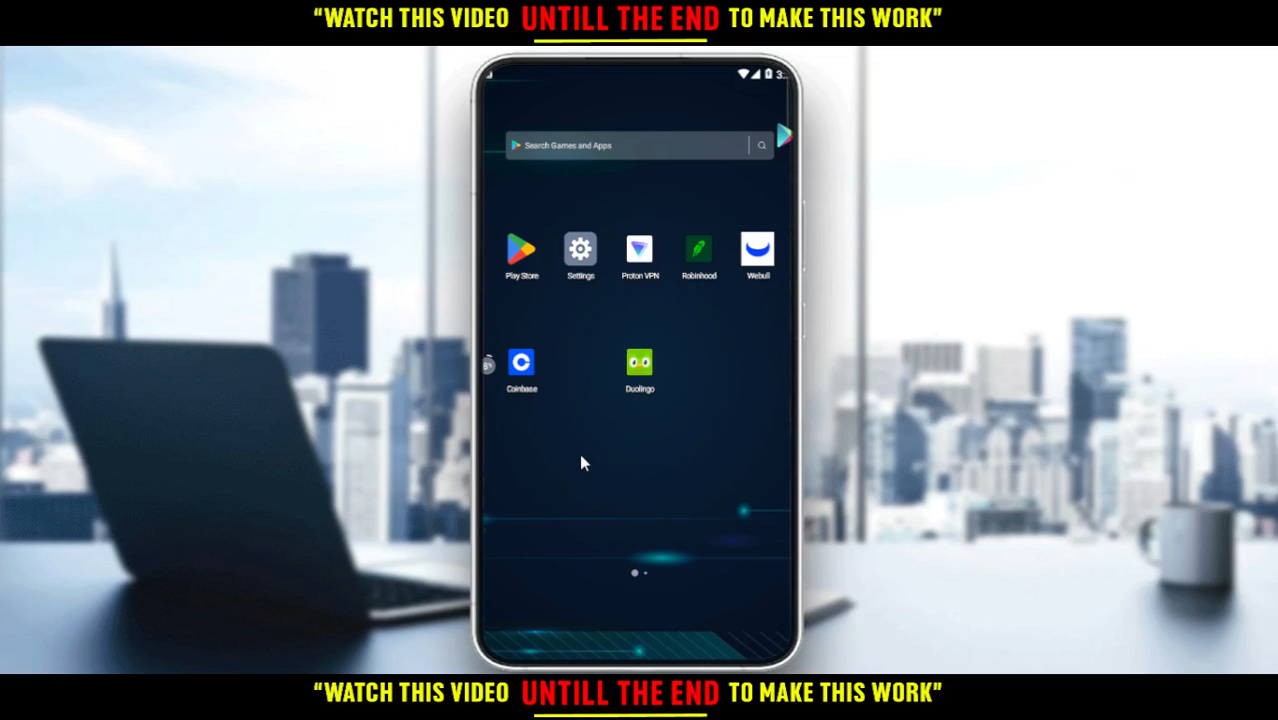 “WATCH THIS VIDEO UNTILL THE END TO MAKE THIS WORK”
3:
Search Games and Apps
Play Store Settings Proton VPN Robinhood Webull
Coinbase Duolingo
“WATCH THIS VIDEO UNTILL THE END TO MAKE THIS WORK”